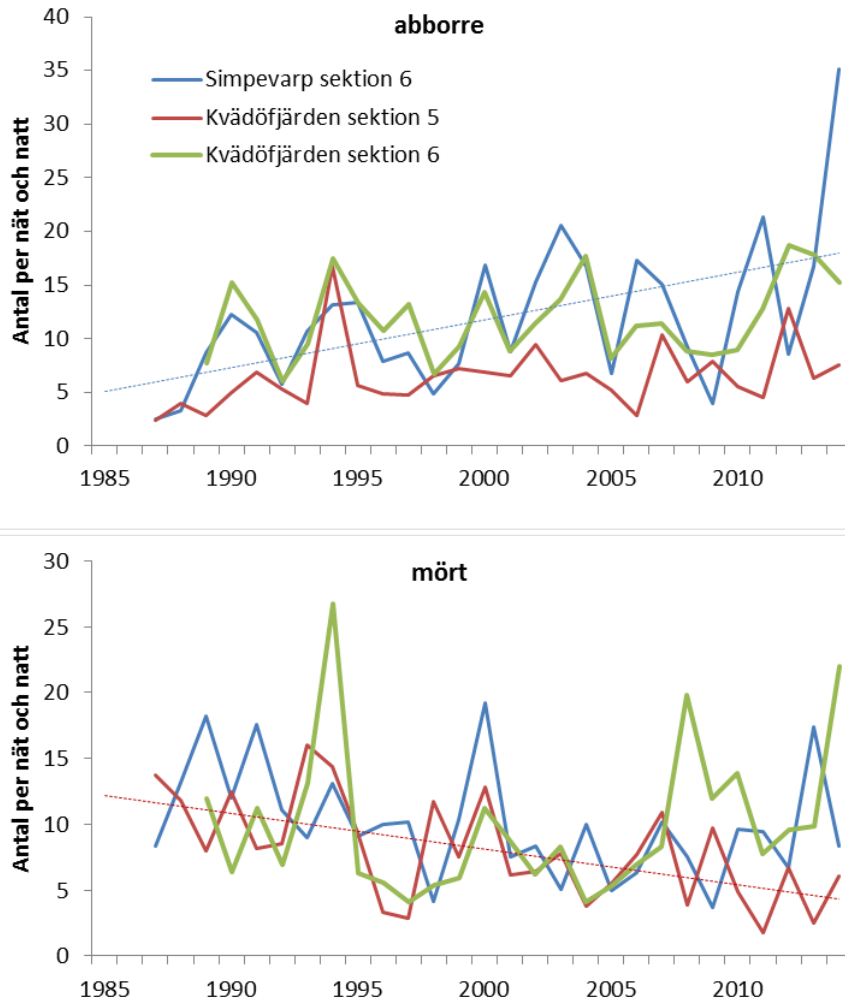 abborre
Antal per nät och natt
40
35
30
25
20
15
10
5
0
Simpevarp sektion 6
Kvädöfjärden sektion 5
Kvädöfjärden sektion 6
1985 1990 1995 2000 2005 2010
mört
Antal per nät och natt
30
25
20
15
10
5
0
1985 1990 1995 2000 2005 2010